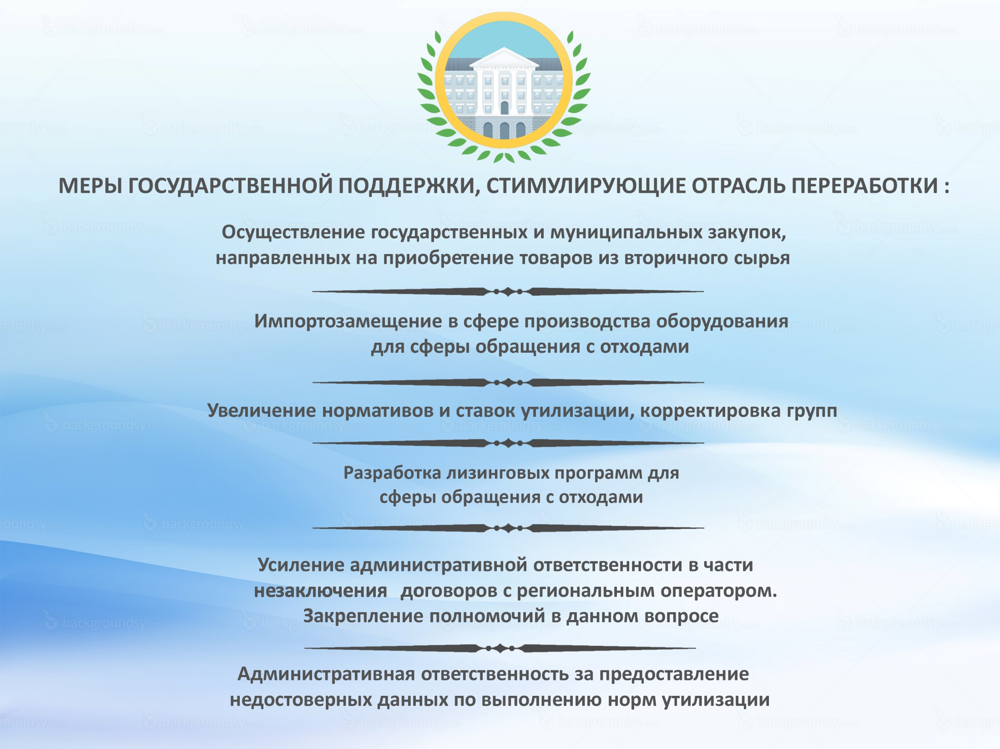 МЕРЫ ГОСУДАРСТВЕННОЙ ПОДДЕРЖКИ, СТИМУЛИРУЮЩИЕ ОТРАСЛЬ ПЕРЕРАБОТКИ :
Осуществление государственных и муниципальных закупок,
направленных на приобретение товаров из вторичного сырья
Импортозамещение в сфере производства оборудования
для сферы обращения с отходами
Увеличение нормативов и ставок утилизации, корректировка групп
Разработка лизинговых программ для
сферы обращения с отходами
Усиление административной ответственности в части
незаключения договоров с региональным оператором.
Закрепление полномочий в данном вопросе
Административная ответственность за предоставление
недостоверных данных по выполнению норм утилизации
backgroundsy.com